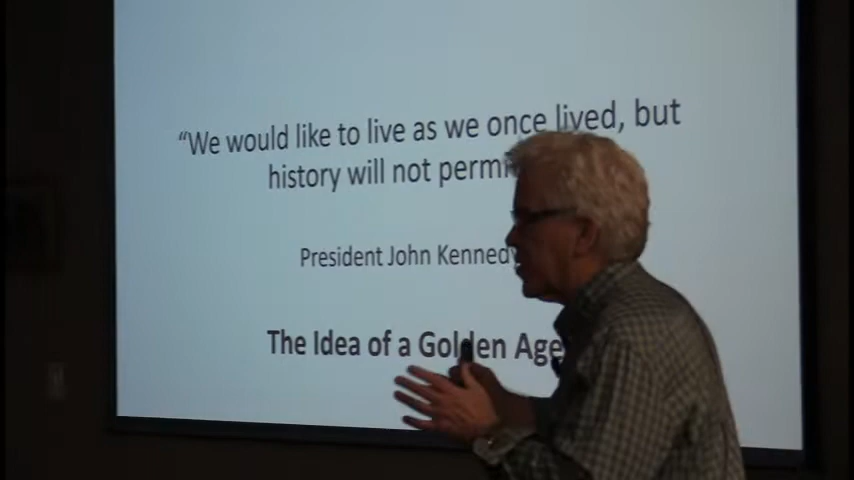 “We would like to live as we once lived, but
history will not
President John Kennedy
The Idea of a Golden Age